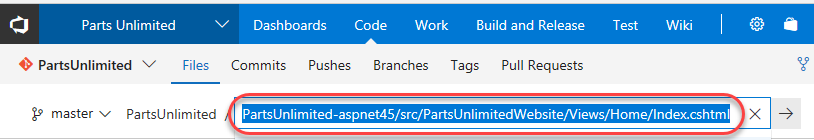 Parts Unlimited Dashboards Code Work Build and Release Test Wiki
PartsUnlimited Files Commits Pushes Branches Tags Pull Requests
master PartsUnlimited / PartsUnlimited-aspnet45/src/PartsUnlimitedWebsite/Views/Home/Index.cshtml